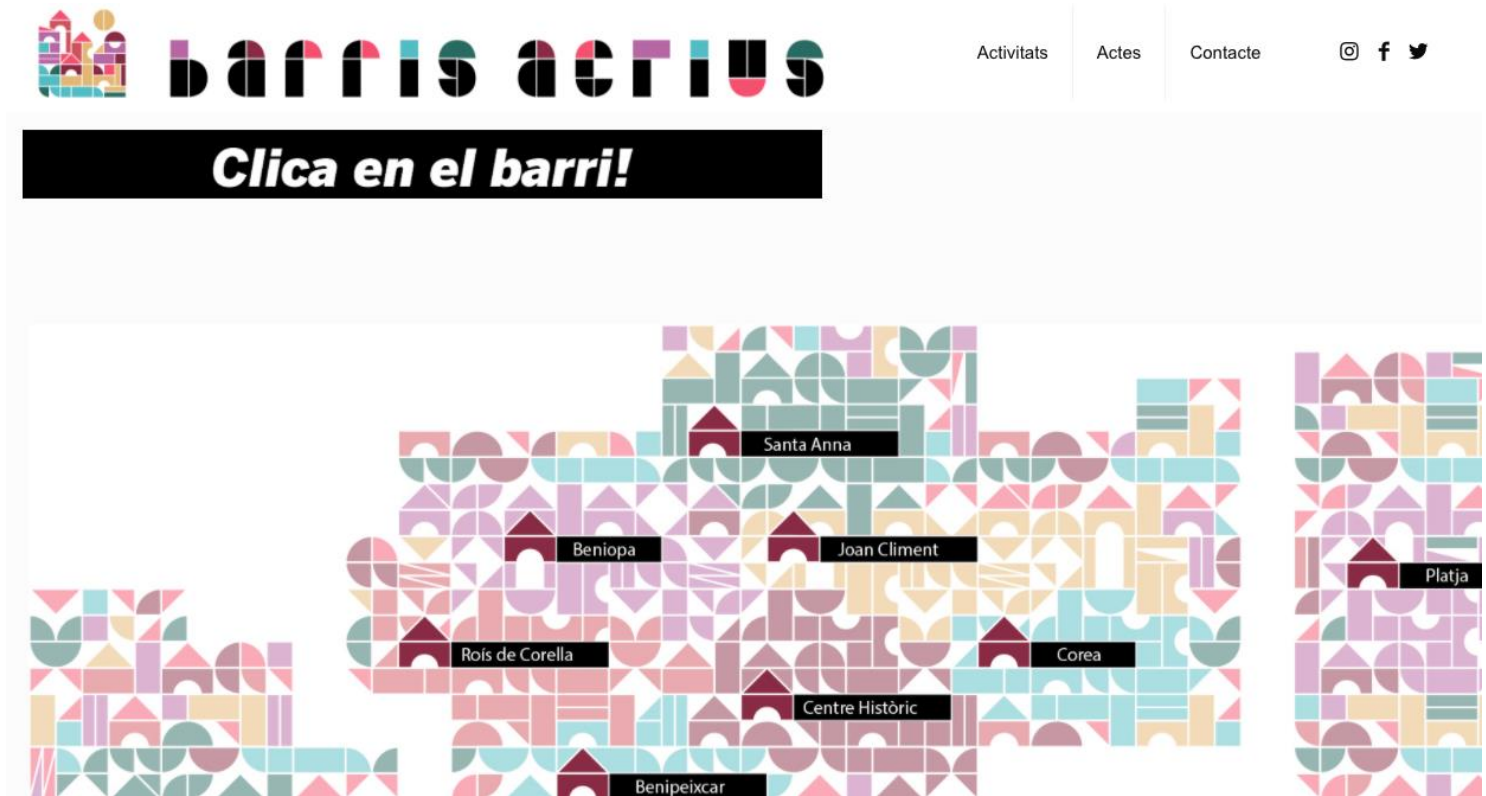 barris actius
Activitats
Actes
Contacte
Clica en el barri!
Santa Anna
Beniopa
Joan Climent
Platja
Roís de Corella
Corea
Centre Històric
Benipeixcar